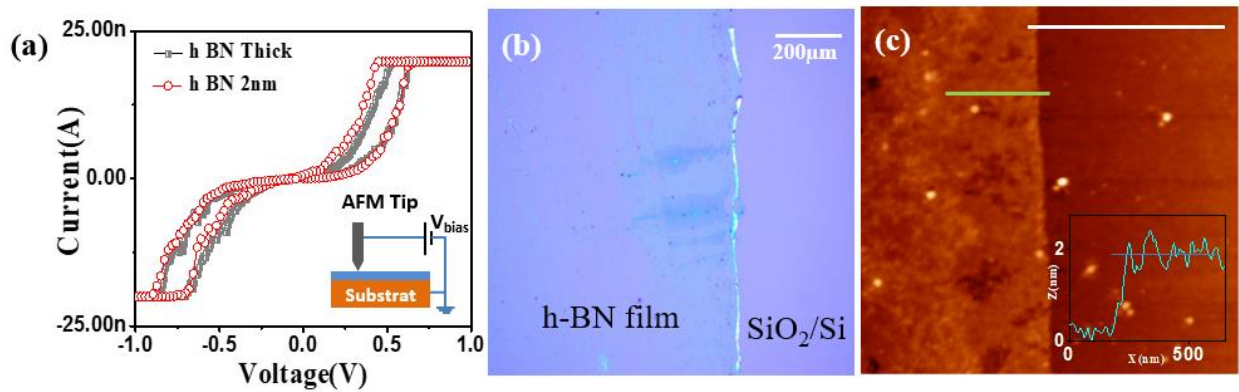 (a)
25.00n
0.00
-25.00n
Current(A)
h BN Thick
h BN 2nm
AFM Tip
Vbias
Substrat
-1.0 -0.5 0.0 0.5 1.0
Voltage(V)
(b)
200μm
h-BN film
SiO2/Si
(c)
2
Z(nm)
0
0 500
X(nm)